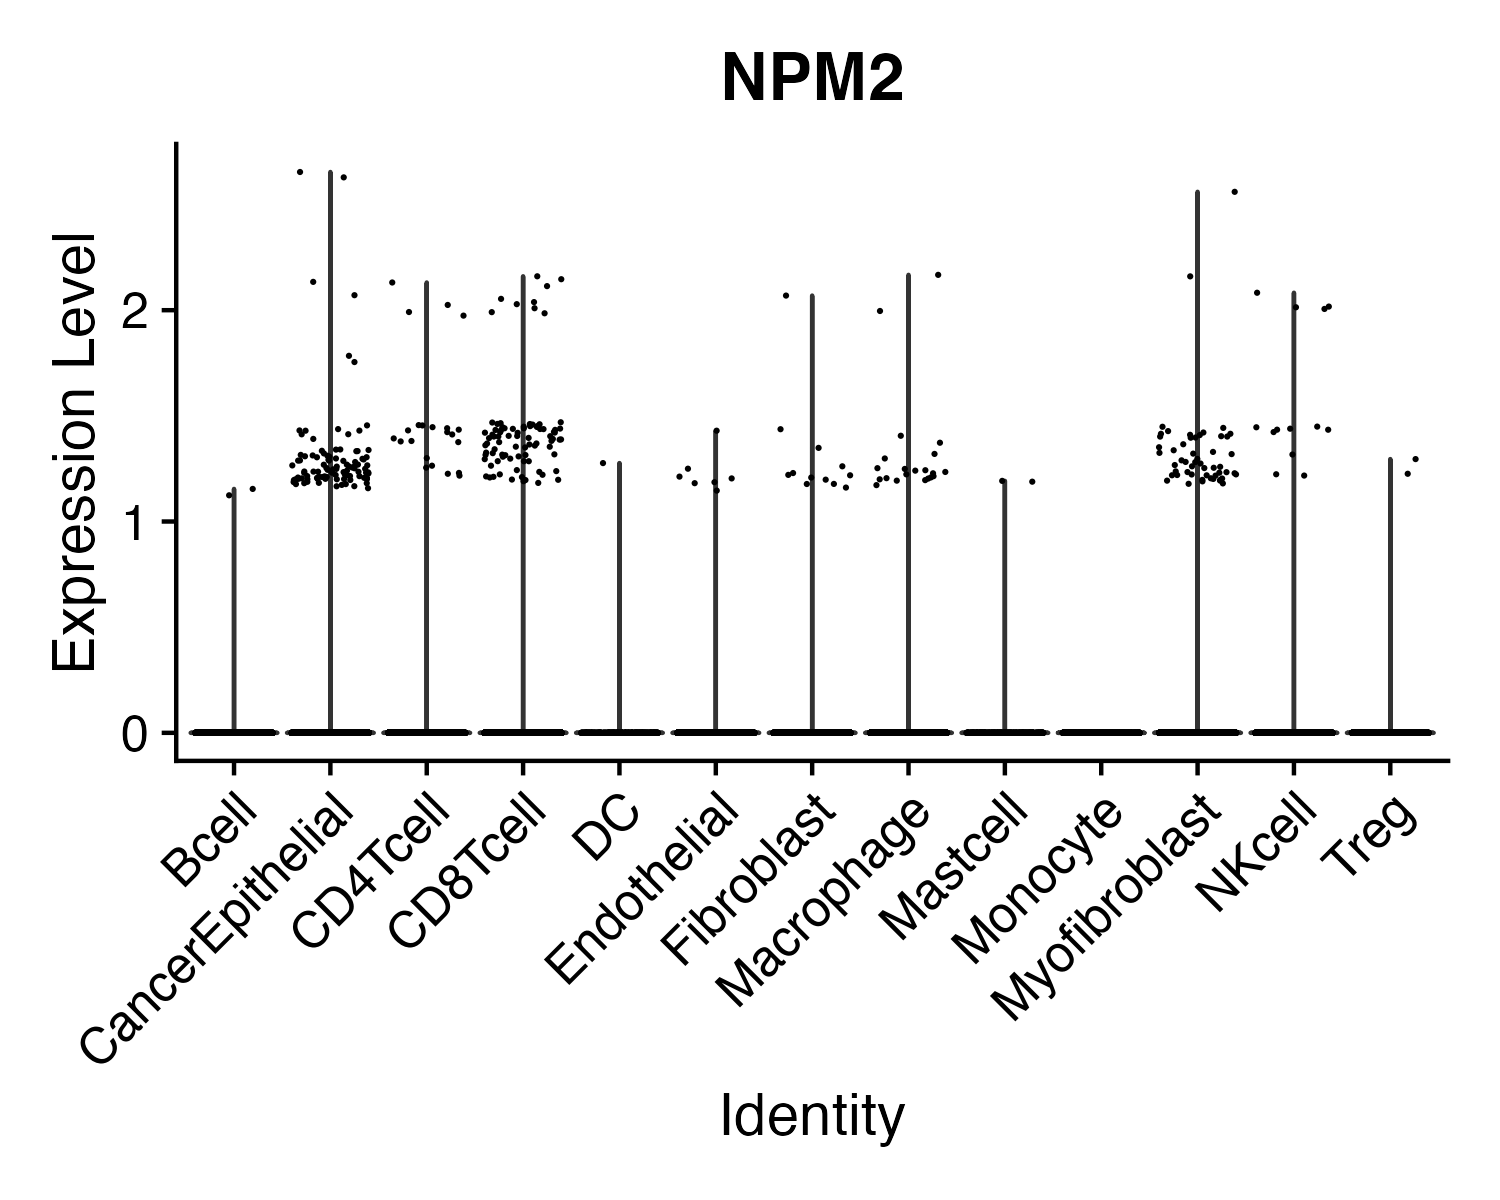 NPM2
Expression Level
2
1
0
Bcell
CancerEpithelial
CD4Tcell
CD8Tcell
DC
Endothelial
Fibroblast
Macrophage
Mastcell
Monocyte
Myofibroblast
NKcell
Treg
Identity